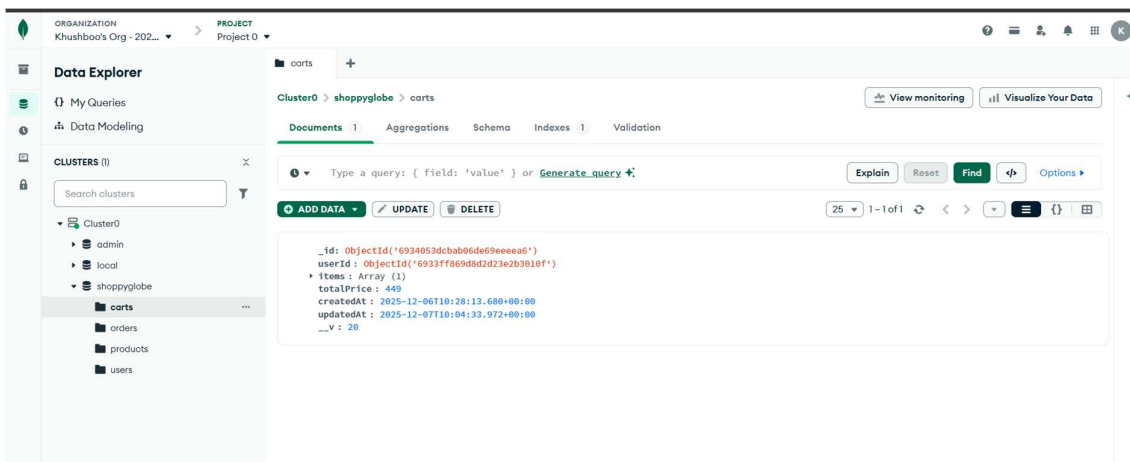 ORGANIZATION
Khushboo's Org - 202...
PROJECT
Project 0
K
Data Explorer
My Queries
Data Modeling
CLUSTERS (1)
Search clusters
Cluster0
admin
local
shoppyglobe
carts
orders
products
users
carts
Cluster0 > shoppyglobe > carts
View monitoring
Visualize Your Data
Documents 1 Aggregations Schema Indexes 1 Validation
Type a query: { field: 'value' } or Generate query
Explain Reset Find </> Options
ADD DATA UPDATE DELETE
25 1-1 of 1 {}
_id: ObjectId('6934053dcbab06de69eeeea6')
userId: ObjectId('6933ff869d8d2d23e2b3010f')
items: Array (1)
totalPrice: 449
createdAt: 2025-12-06T10:28:13.680+00:00
updatedAt: 2025-12-07T10:04:33.972+00:00
__v: 20